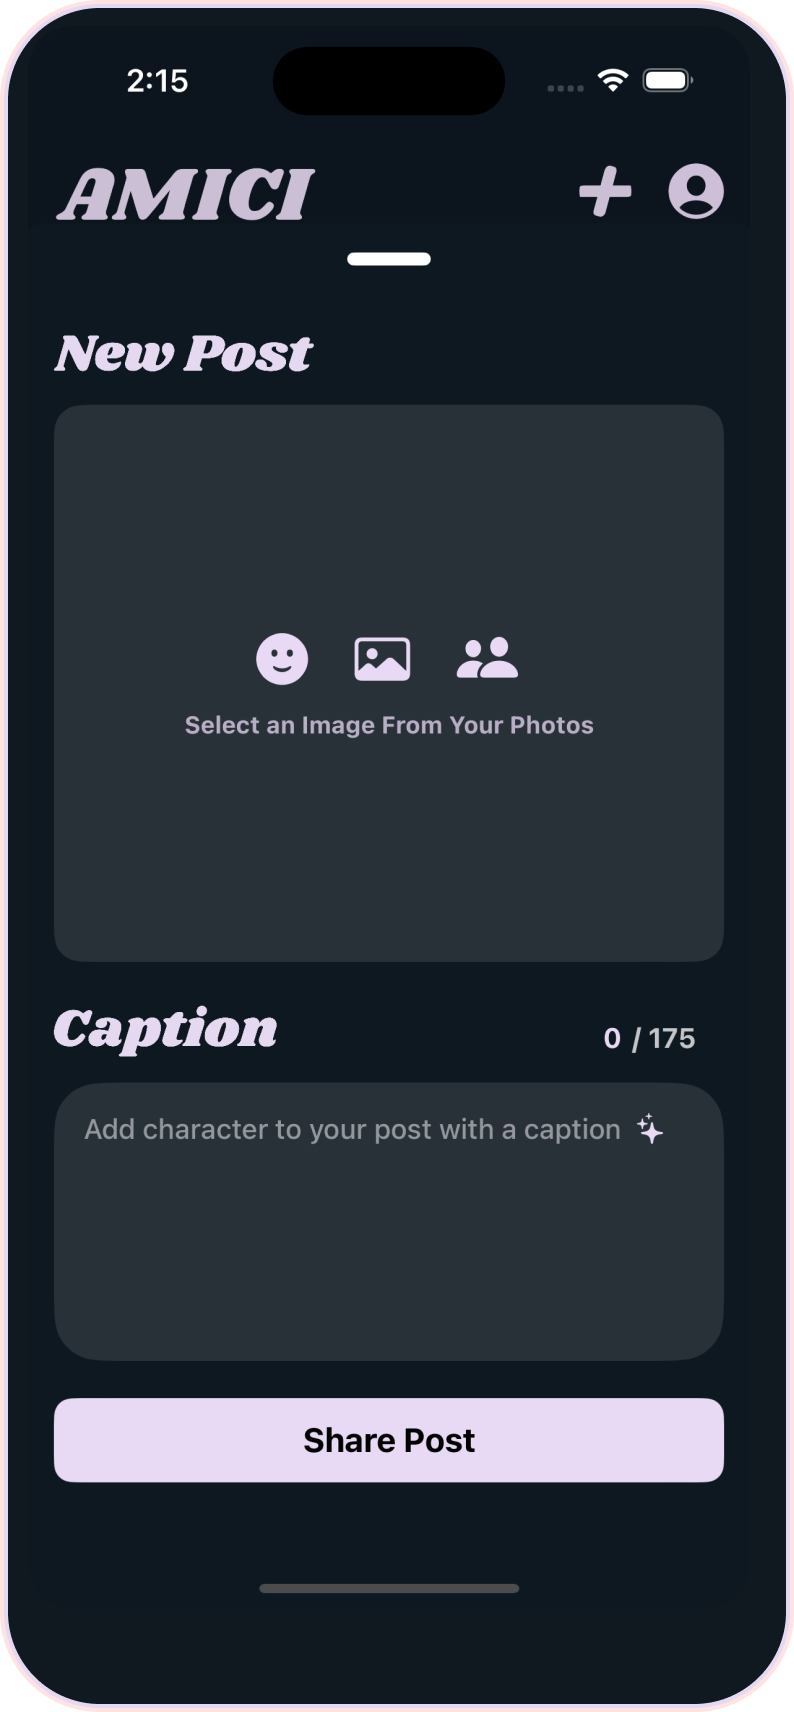 2:15
AMICI
New Post
Select an Image From Your Photos
Caption
0 / 175
Add character to your post with a caption
Share Post